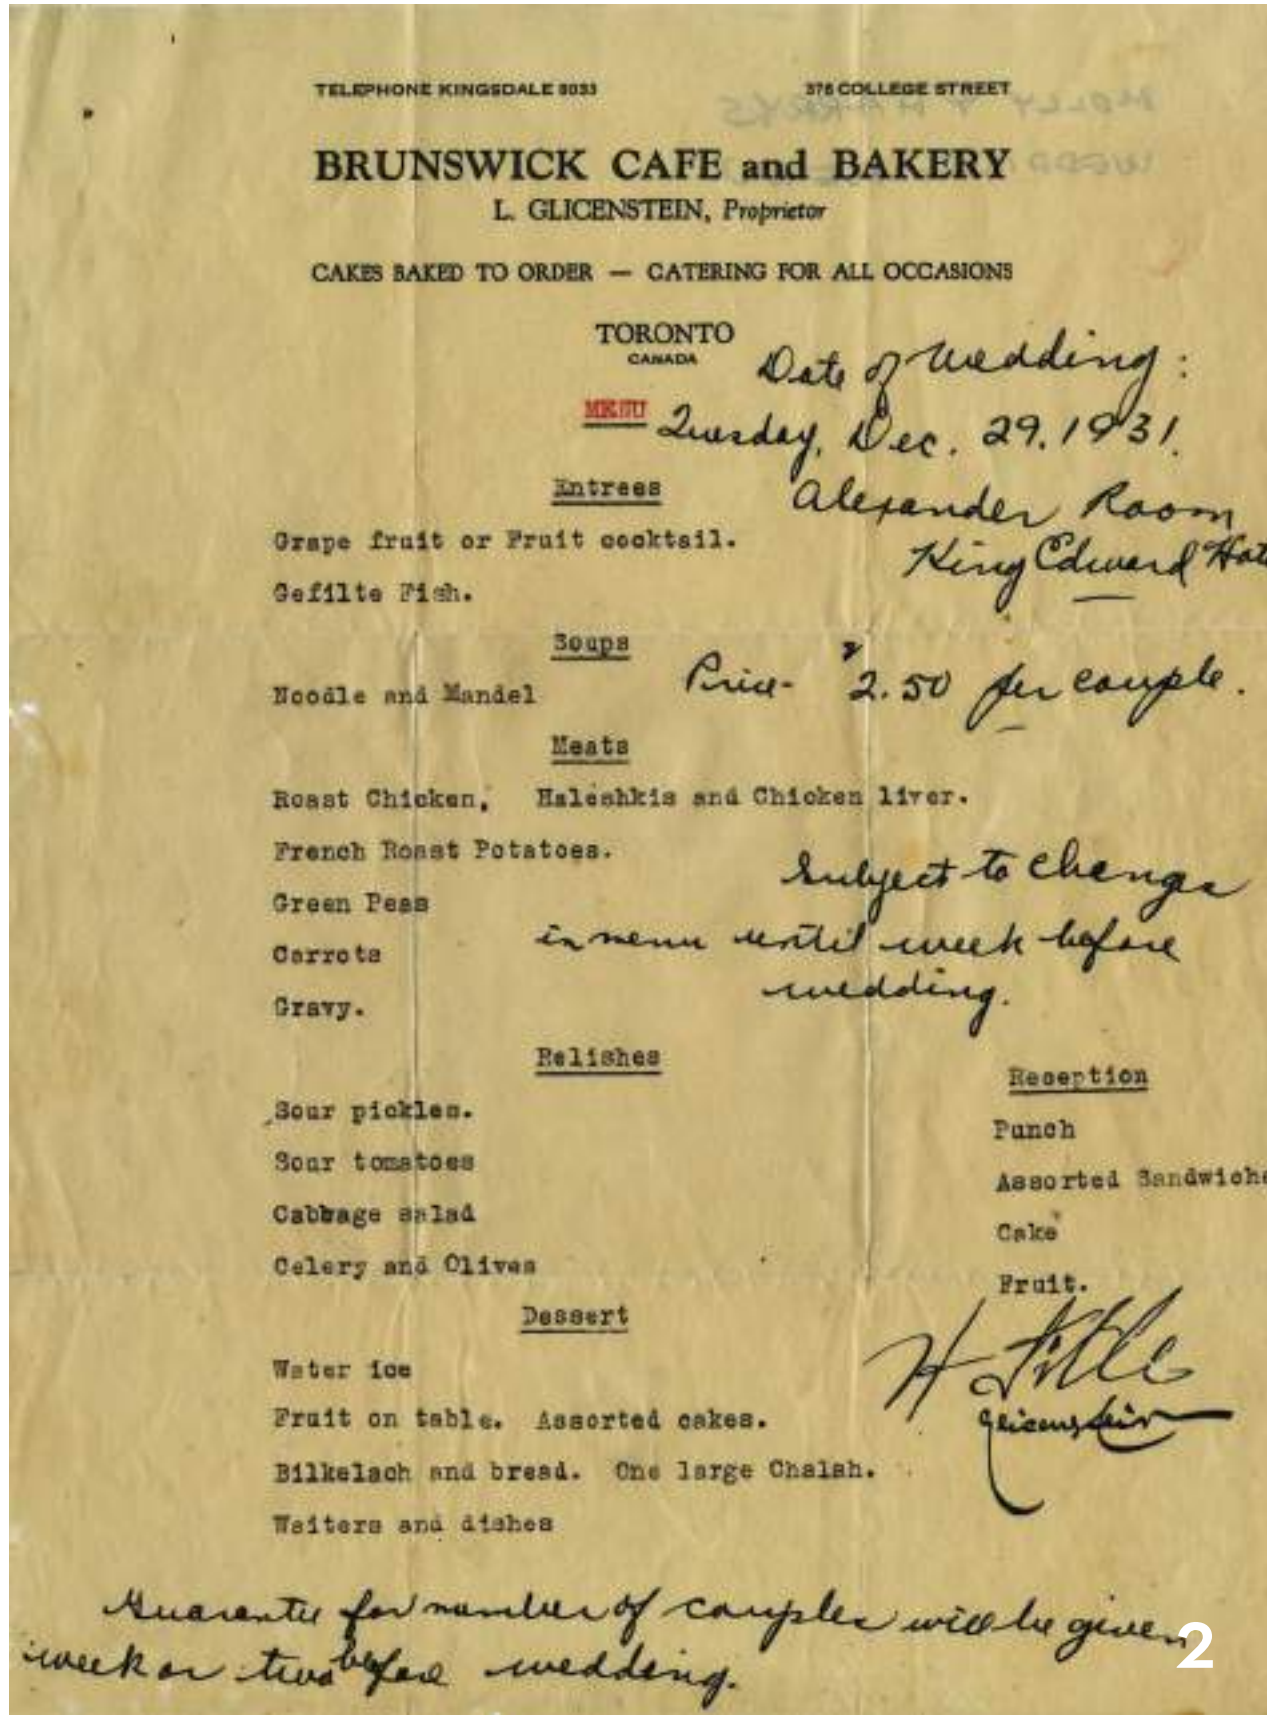 TELEPHONE KINGSDALE 9033 376 COLLEGE STREET
BRUNSWICK CAFE and BAKERY
L. GLICENSTEIN, Proprietor
CAKES BAKED TO ORDER — CATERING FOR ALL OCCASIONS
TORONTO
CANADA
Date of Wedding:
MENU
Tuesday, Dec. 29. 1931.
Entrees
Alexander Room
Grape fruit or Fruit cocktail.
King Edward Hot
Gefilte Fish.
Soups
Price- $2.50 per couple.
Noodle and Mandel
Meats
Roast Chicken, Haleshkis and Chicken liver.
French Roast Potatoes.
Subject to change
Green Peas
in menu until week before
Carrots
wedding.
Gravy.
Relishes
Reception
Sour pickles.
Punch
Sour tomatoes
Assorted Sandwiche
Cabbage salad
Cake
Celery and Olives
Fruit.
Dessert
Water ice
H
Fruit on table. Assorted cakes.
Glicenstein
Bilkelach and bread. One large Chalah.
Waiters and dishes
Guarantee for number of couples will be given
week or two before wedding.
2